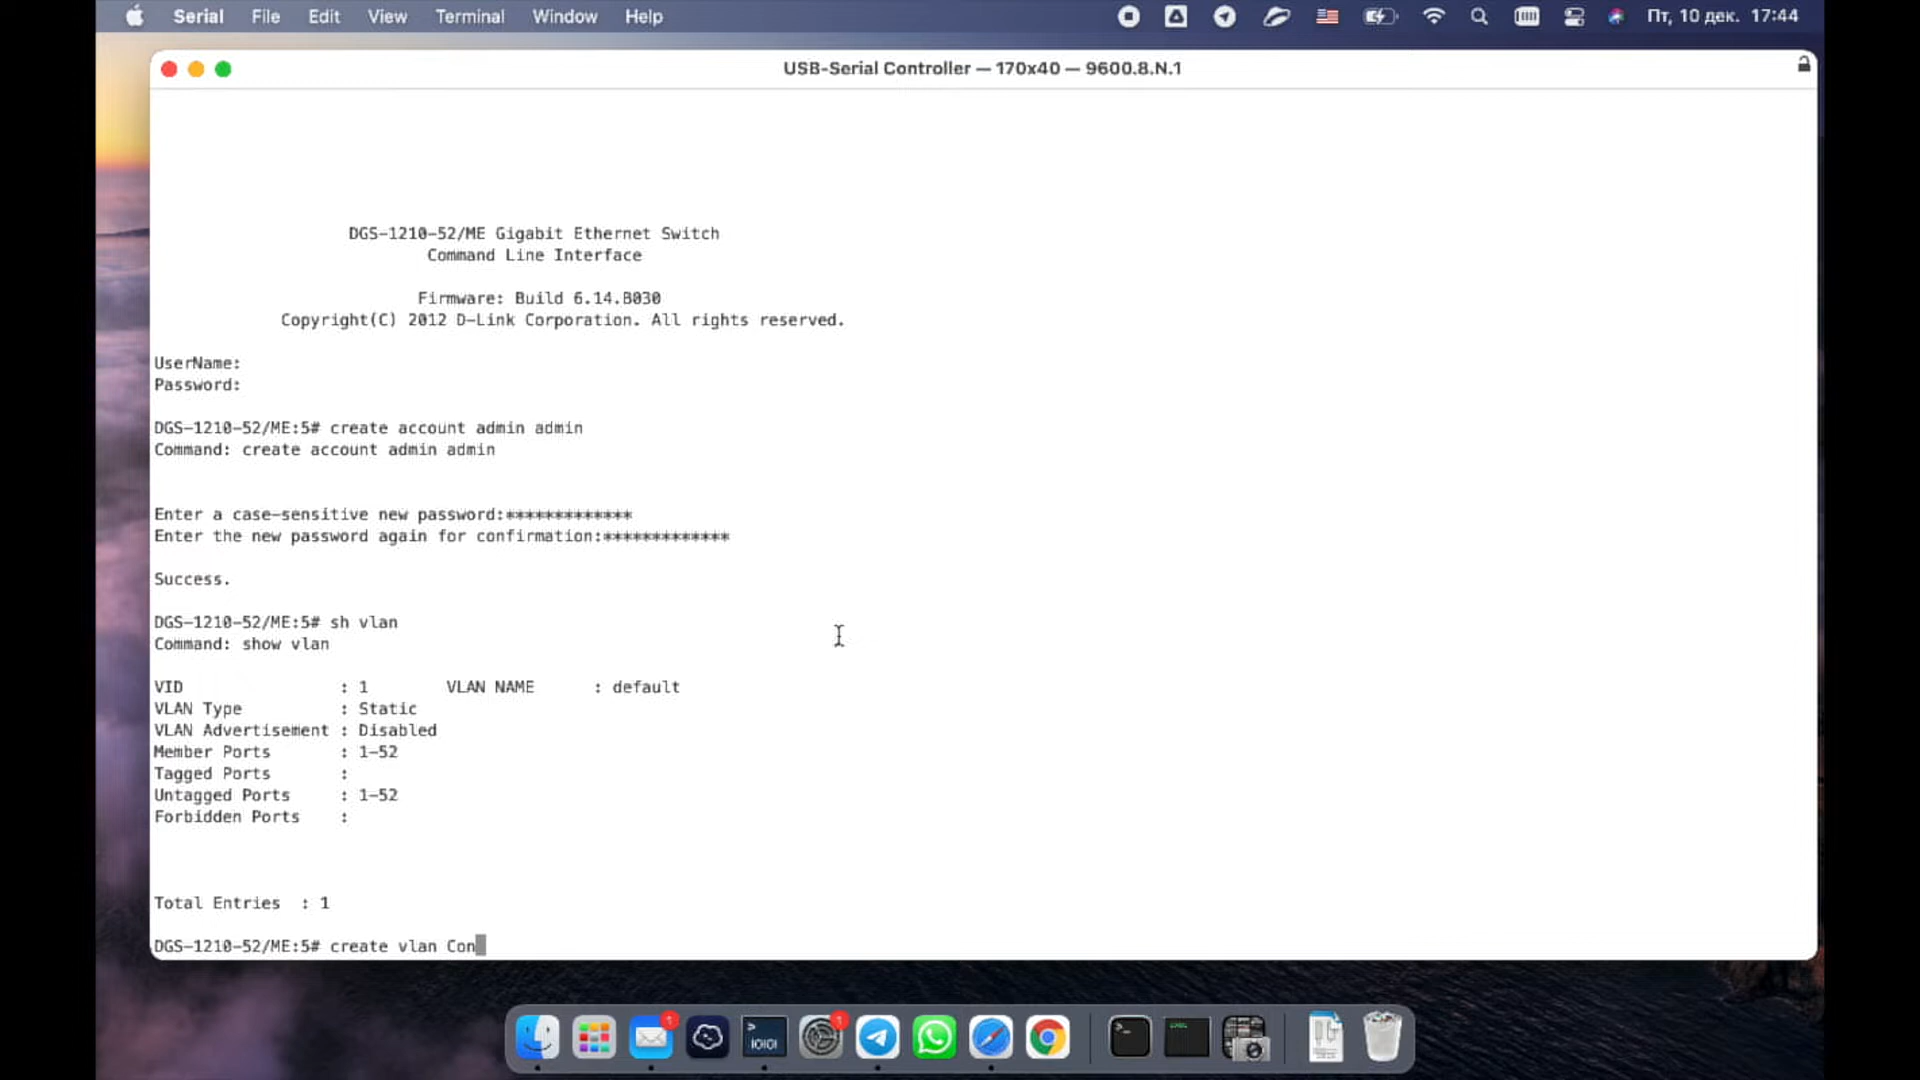 Serial File Edit View Terminal Window Help Пт, 10 дек. 17:44
USB-Serial Controller — 170x40 — 9600.8.N.1
DGS-1210-52/ME Gigabit Ethernet Switch
Command Line Interface
Firmware: Build 6.14.B030
Copyright(C) 2012 D-Link Corporation. All rights reserved.
UserName:
Password:
DGS-1210-52/ME:5# create account admin admin
Command: create account admin admin
Enter a case-sensitive new password:*************
Enter the new password again for confirmation:*************
Success.
DGS-1210-52/ME:5# sh vlan
Command: show vlan
VID : 1 VLAN NAME : default
VLAN Type : Static
VLAN Advertisement : Disabled
Member Ports : 1-52
Tagged Ports :
Untagged Ports : 1-52
Forbidden Ports :
Total Entries : 1
DGS-1210-52/ME:5# create vlan Con
1
>
IOIOI
1
>_